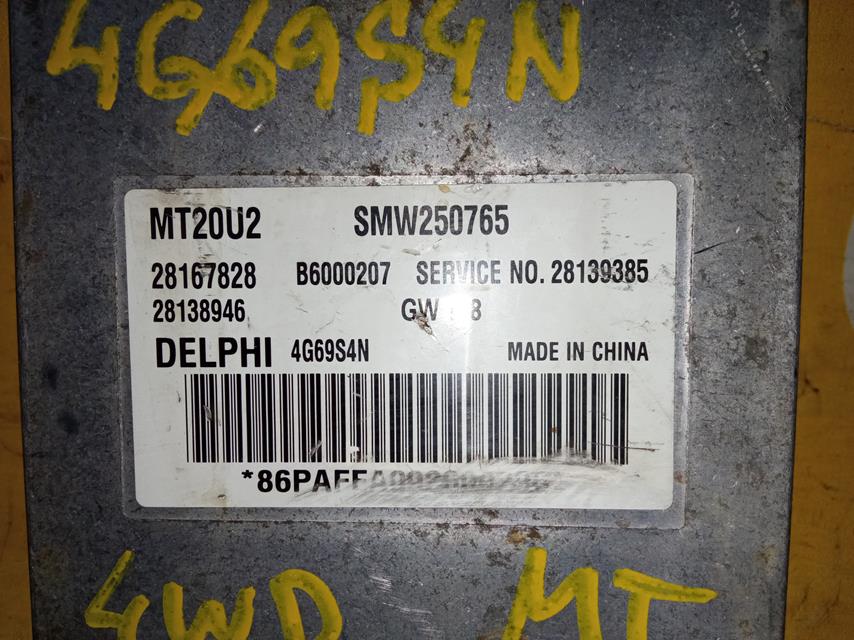 4G69S4N
MT20U2 SMW250765
28167828 B6000207 SERVICE NO. 28139385
28138946
DELPHI 4G69S4N MADE IN CHINA
4WD MT